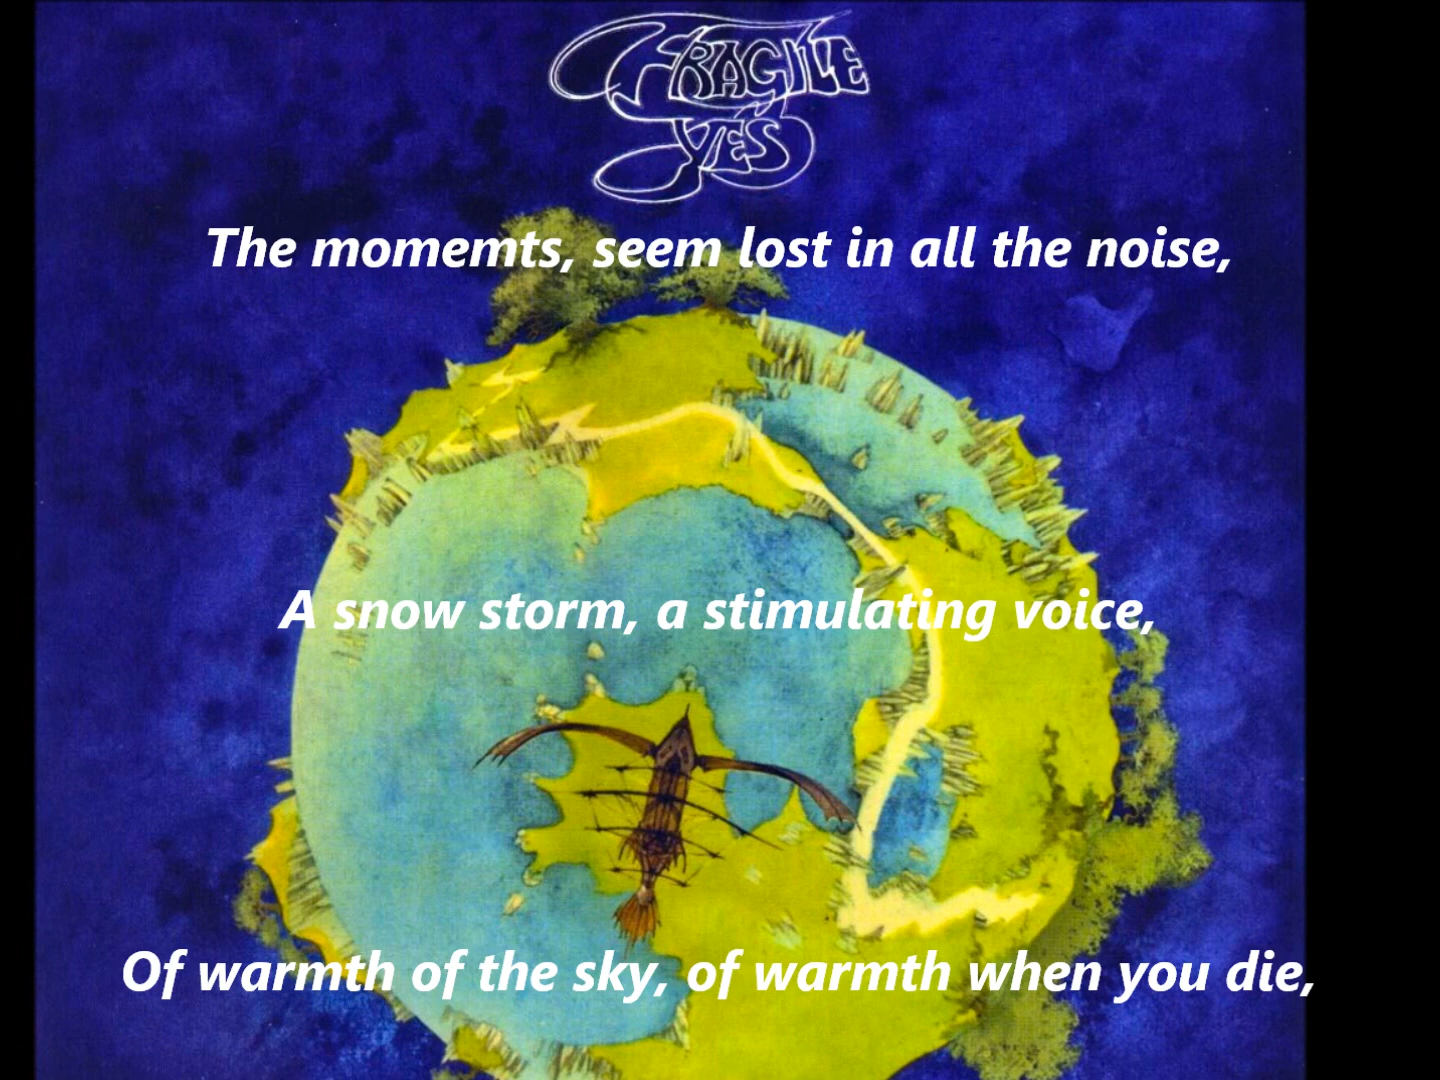 FRAGILE
YES
The momemts, seem lost in all the noise,
A snow storm, a stimulating voice,
Of warmth of the sky, of warmth when you die,